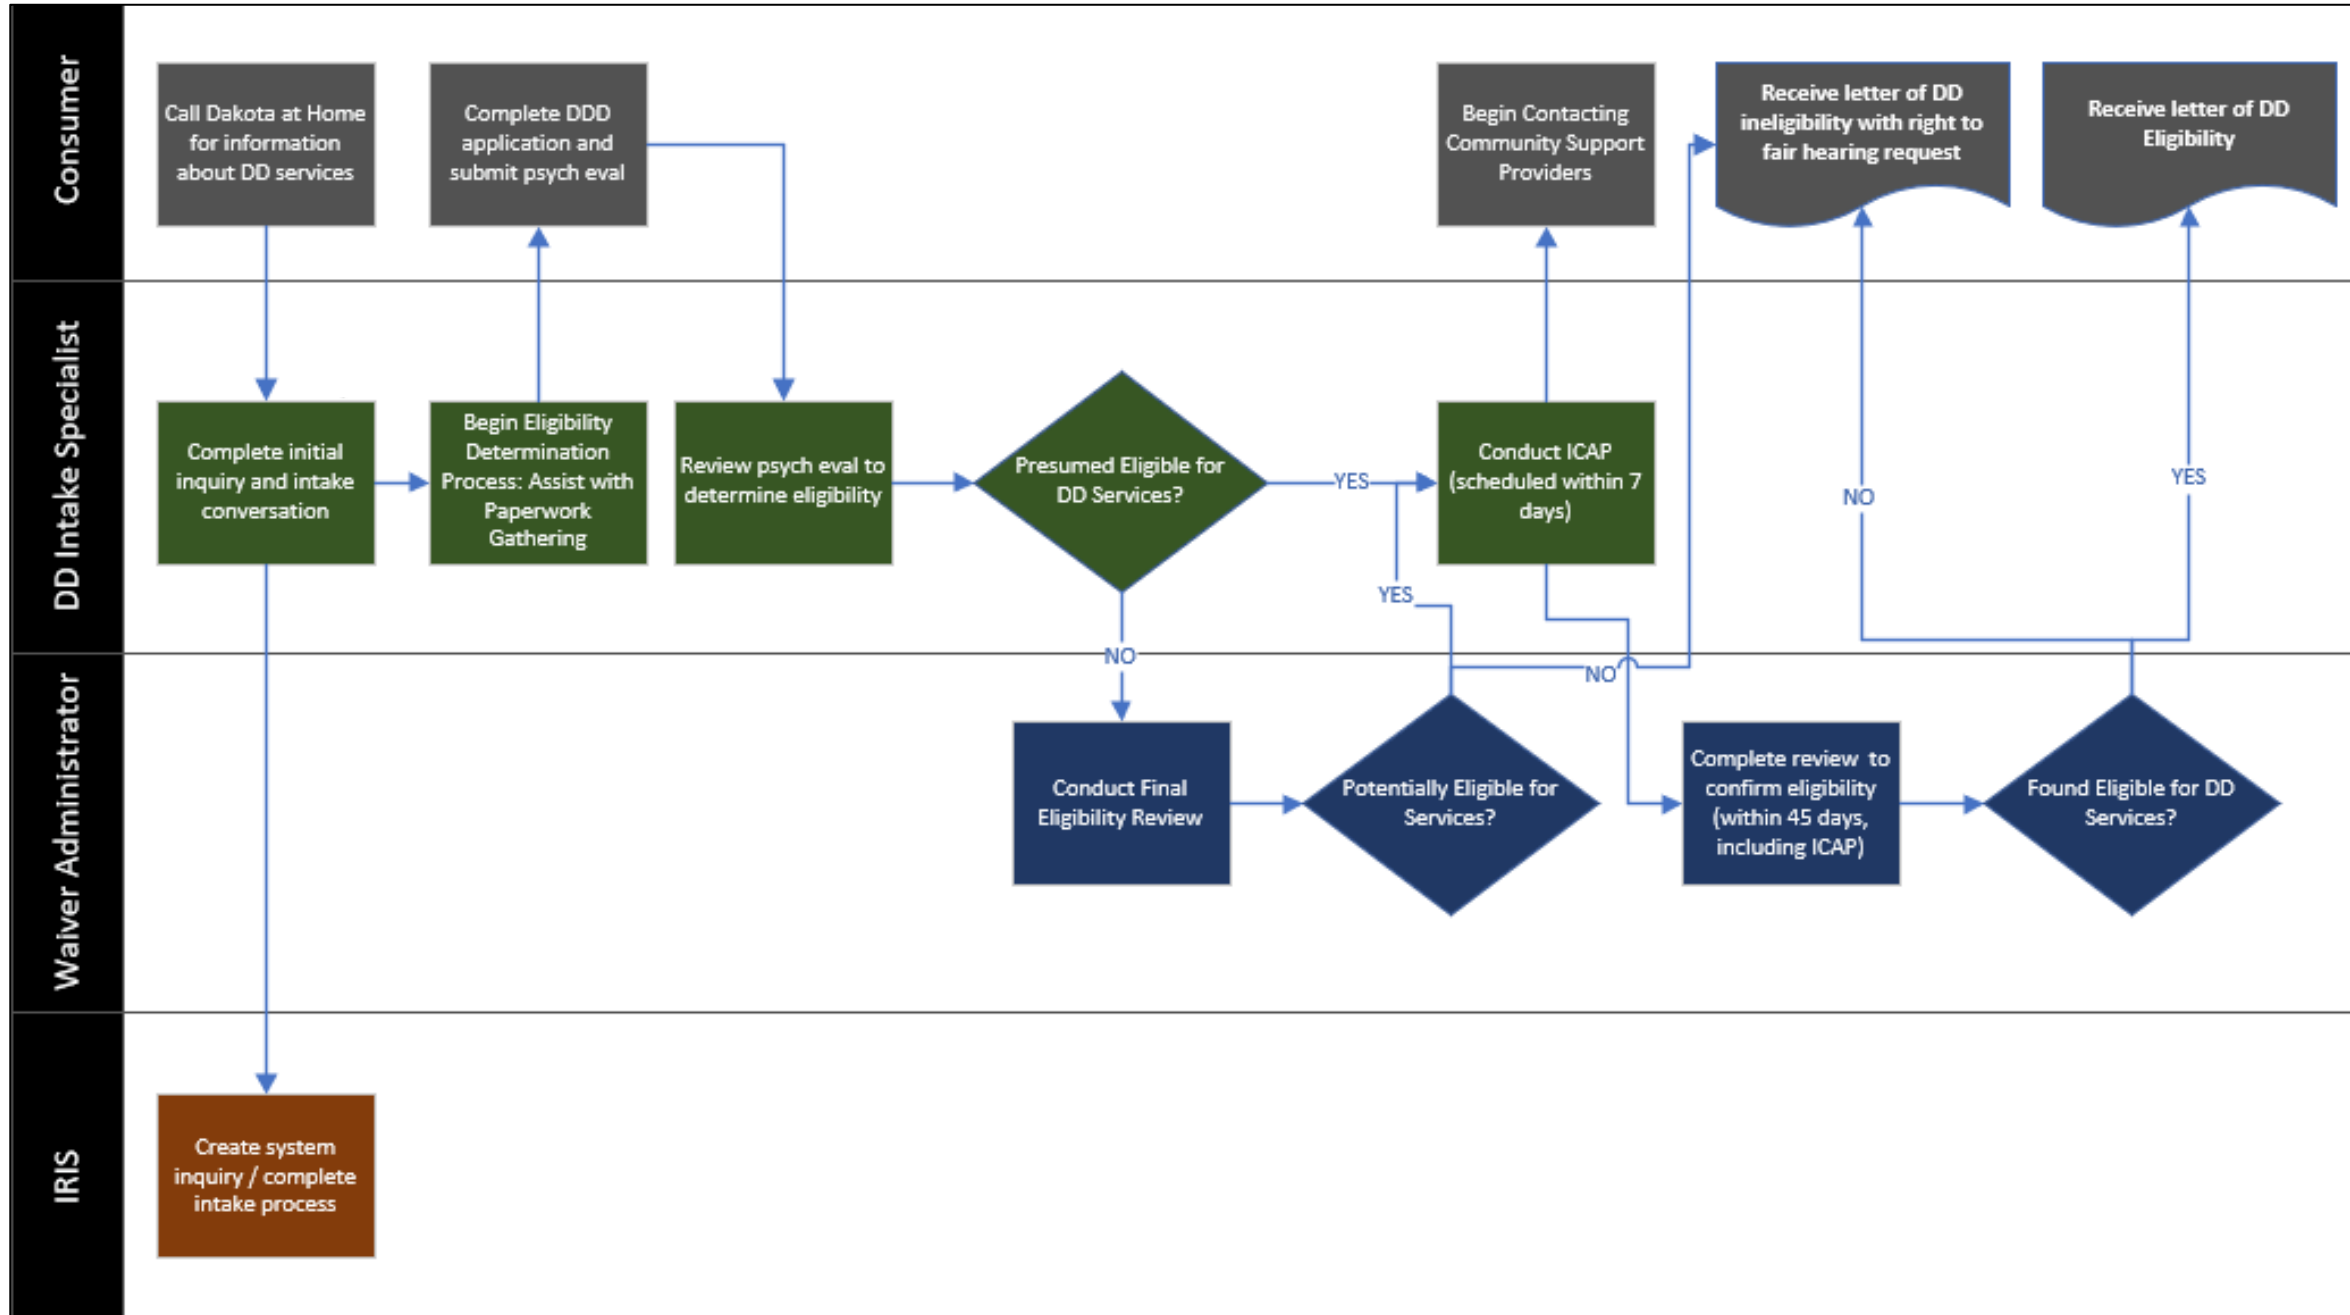 Consumer
Call Dakota at Home
for information
about DD services
Complete DDD
application and
submit psych eval
Begin Contacting
Community Support
Providers
Receive letter of DD
ineligibility with right to
fair hearing request
Receive letter of DD
Eligibility
DD Intake Specialist
Complete initial
inquiry and intake
conversation
Begin Eligibility
Determination
Process: Assist with
Paperwork
Gathering
Review psych eval to
determine eligibility
Presumed Eligible for
DD Services?
YES
Conduct ICAP
(scheduled within 7
days)
YES
NO
YES
NO
NO
Waiver Administrator
Conduct Final
Eligibility Review
Potentially Eligible for
Services?
Complete review to
confirm eligibility
(within 45 days,
including ICAP)
Found Eligible for DD
Services?
IRIS
Create system
inquiry / complete
intake process